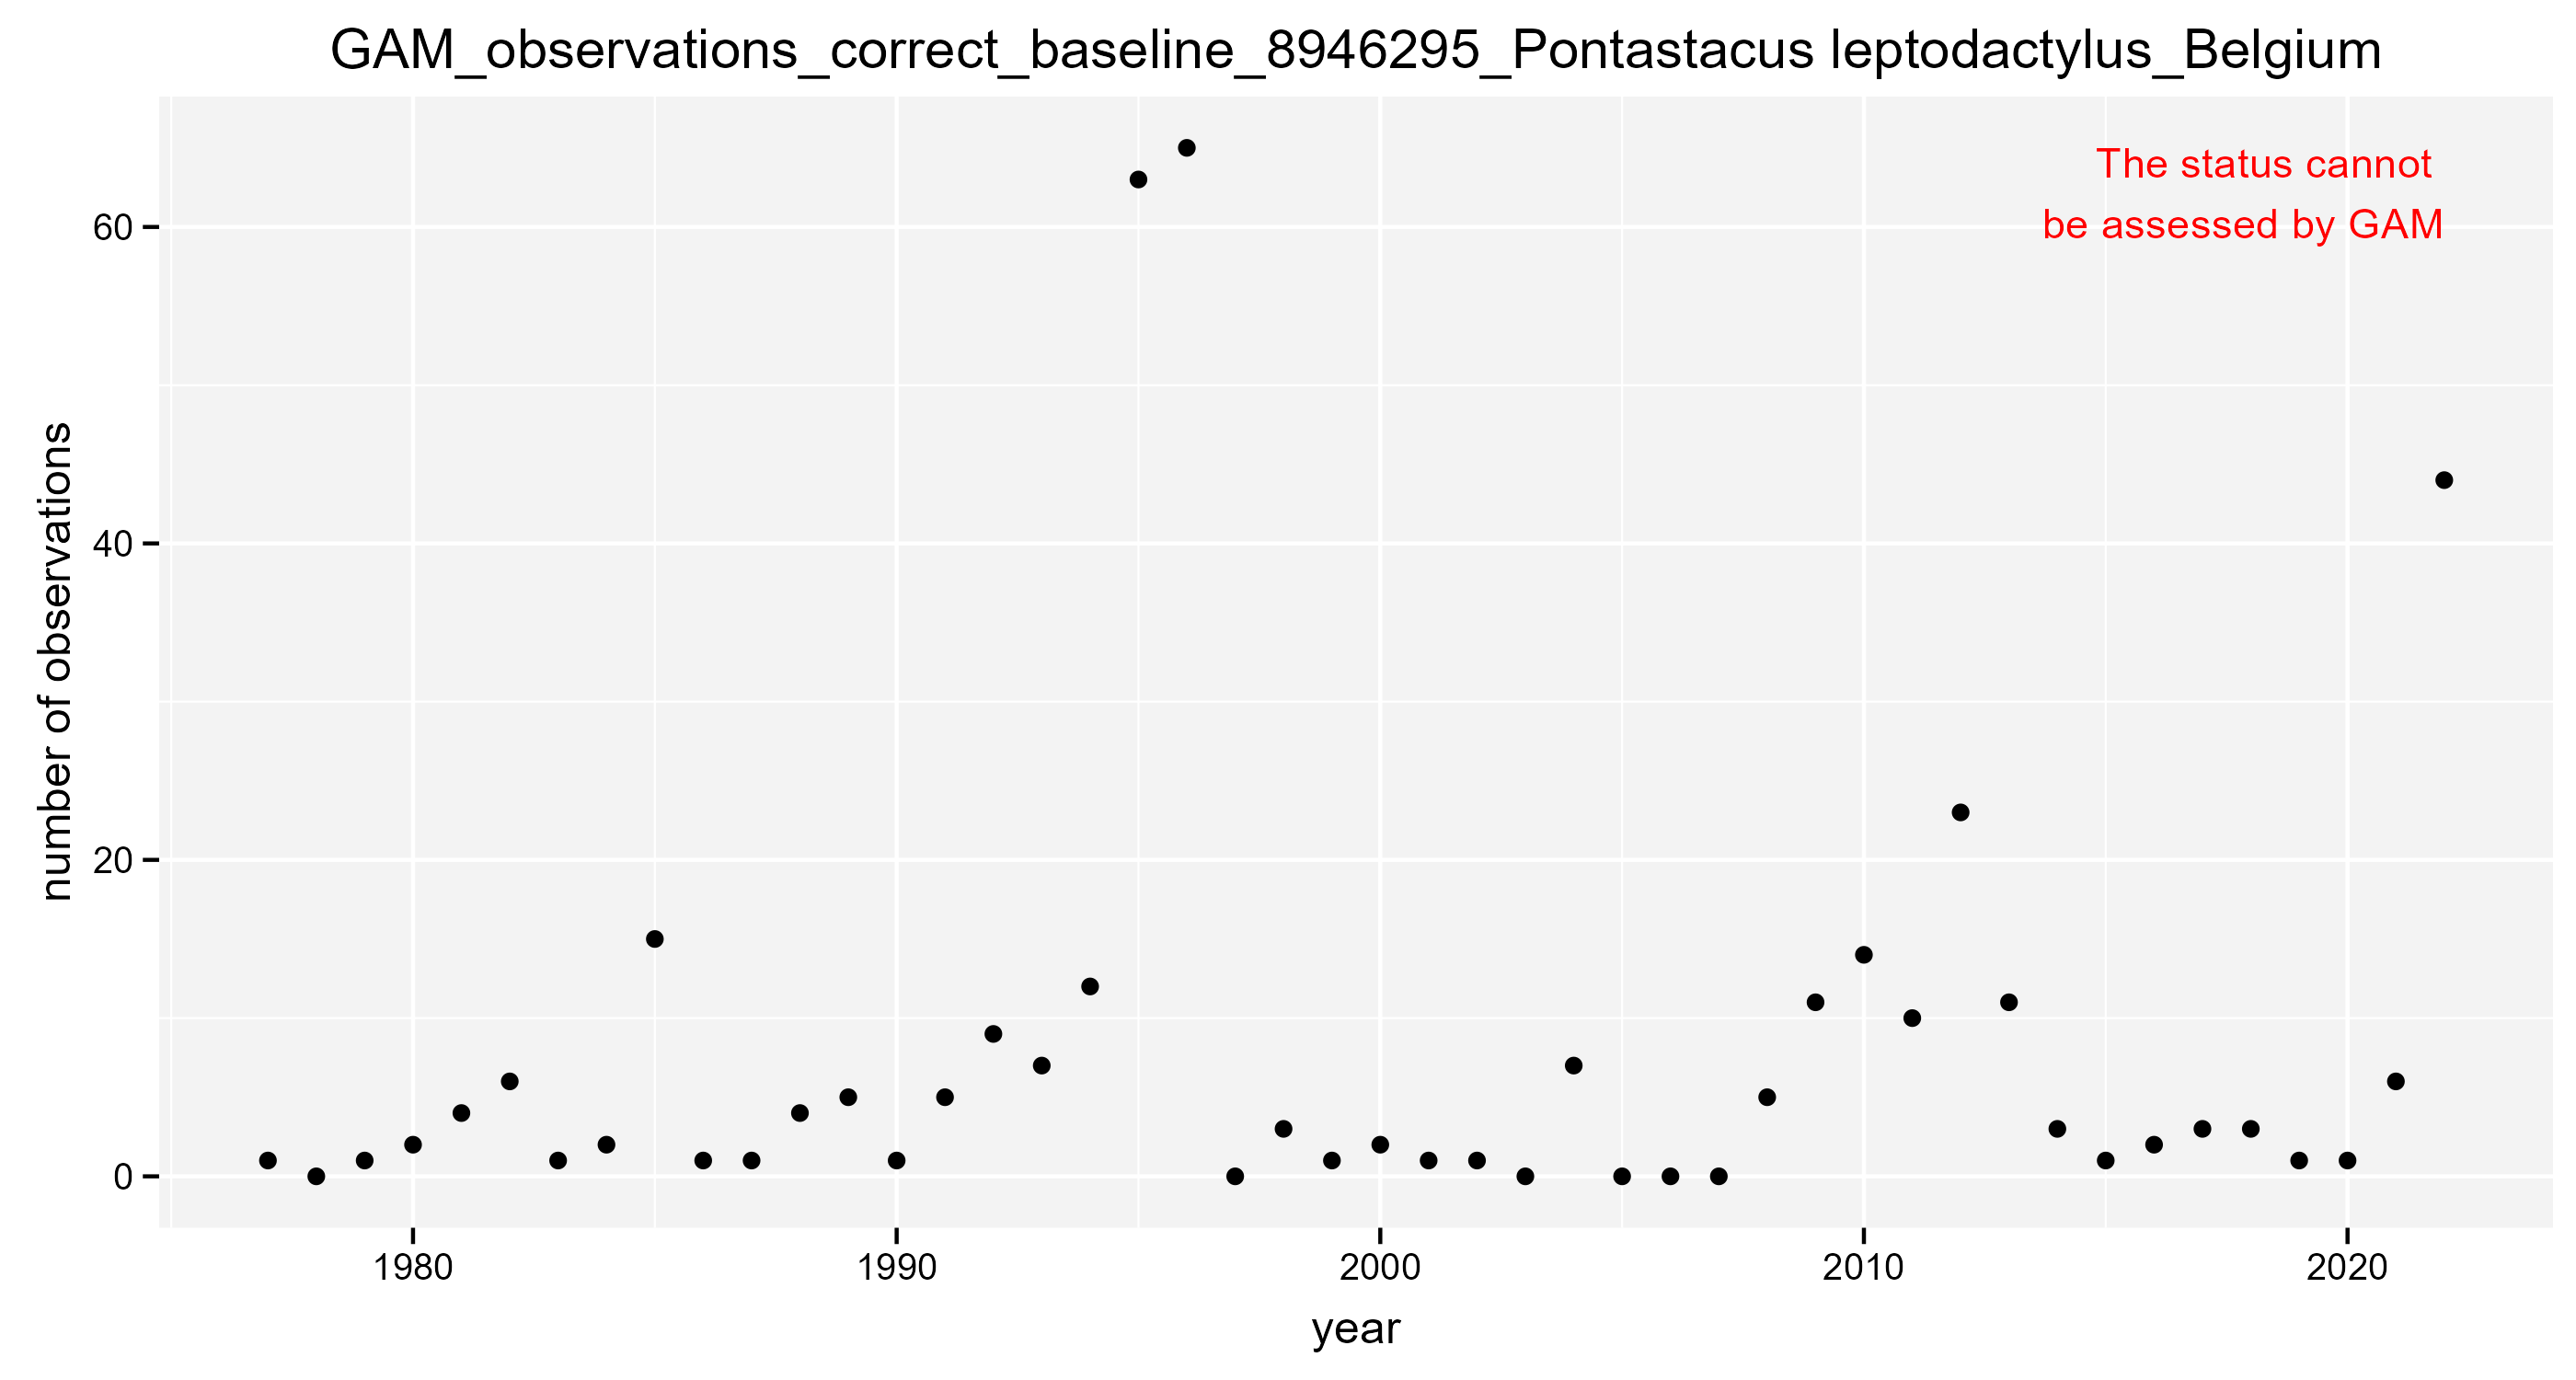 GAM_observations_correct_baseline_8946295_Pontastacus leptodactylus_Belgium
The status cannot
be assessed by GAM
number of observations
60
40
20
0
1980 1990 2000 2010 2020
year